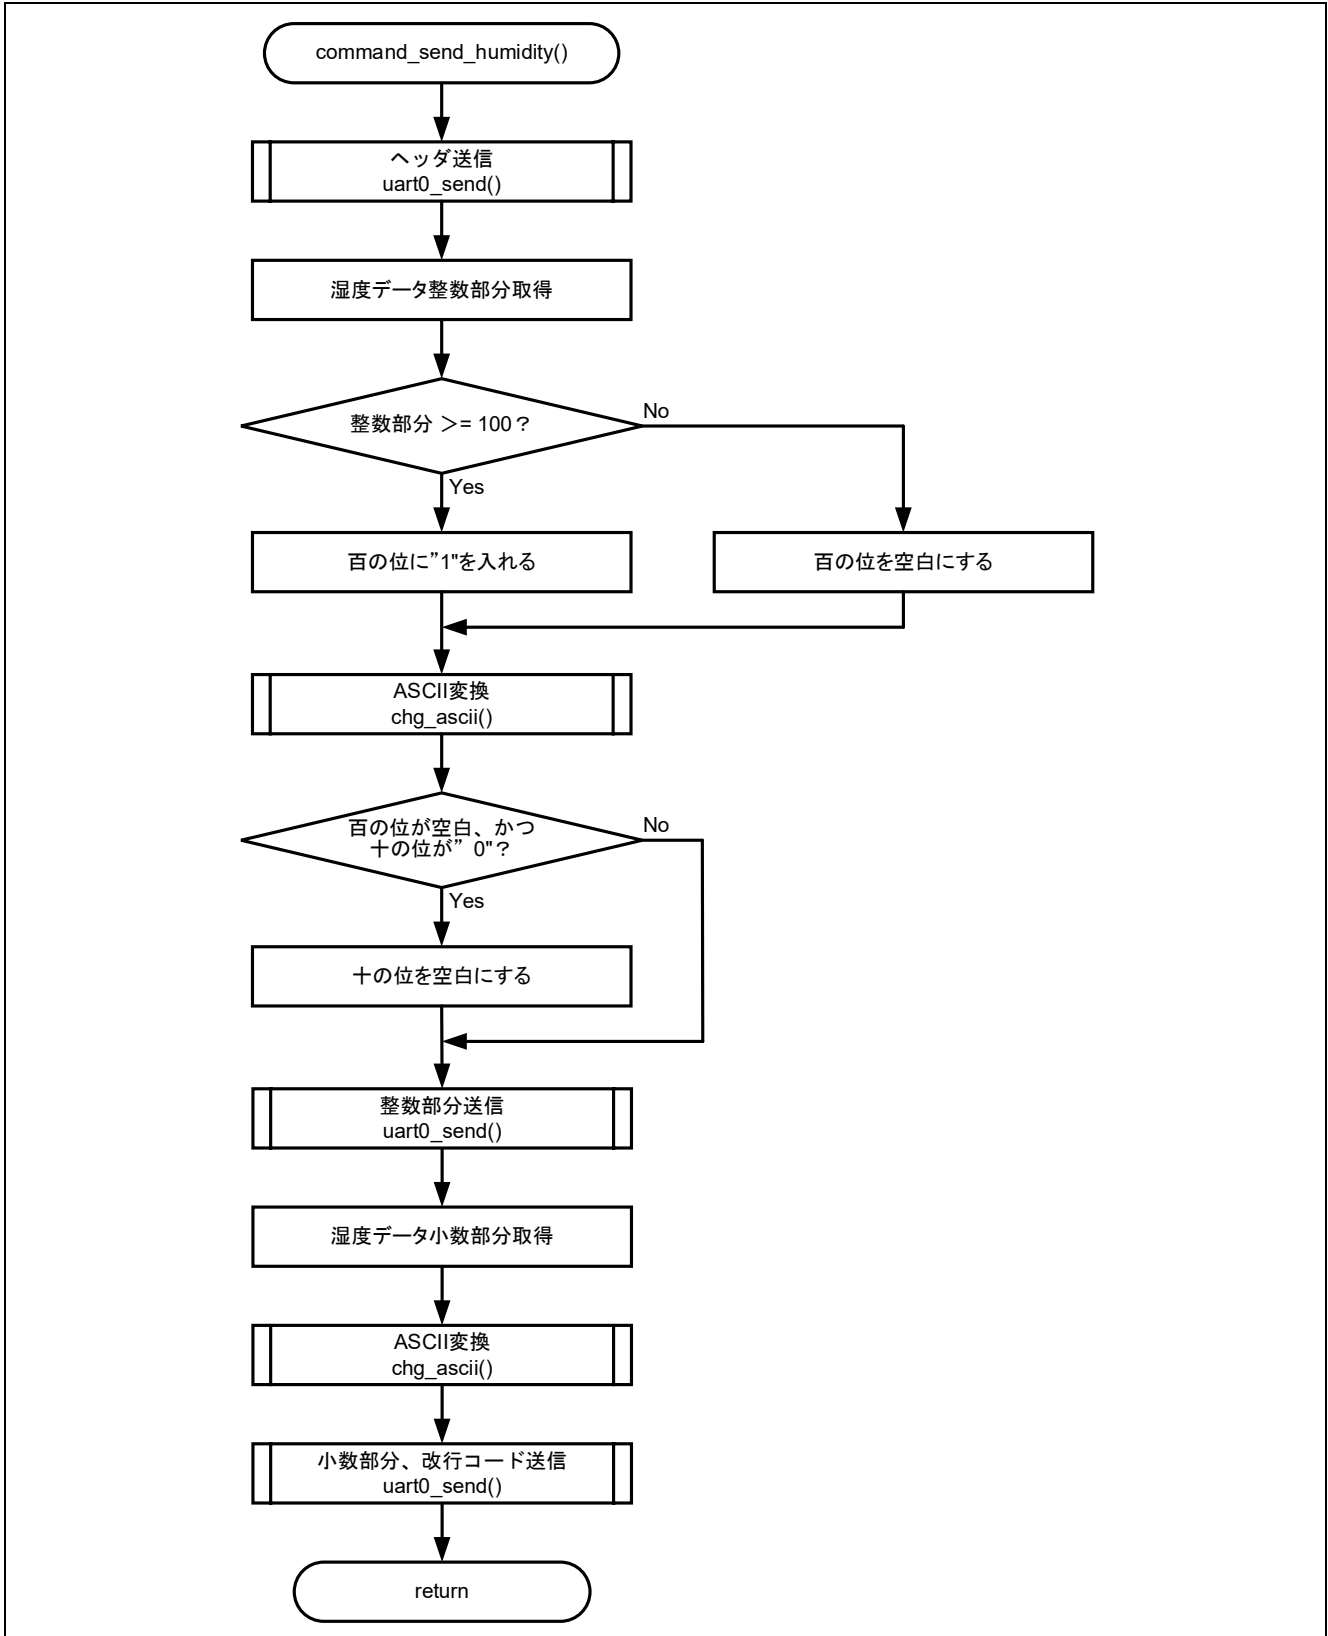 command_send_humidity()
ヘッダ送信
uart0_send()
湿度データ整数部分取得
整数部分 ＞= 100？
No
Yes
百の位に”1"を入れる
百の位を空白にする
ASCII変換
chg_ascii()
百の位が空白、かつ
十の位が” 0"？
No
Yes
十の位を空白にする
整数部分送信
uart0_send()
湿度データ小数部分取得
ASCII変換
chg_ascii()
小数部分、改行コード送信
uart0_send()
return